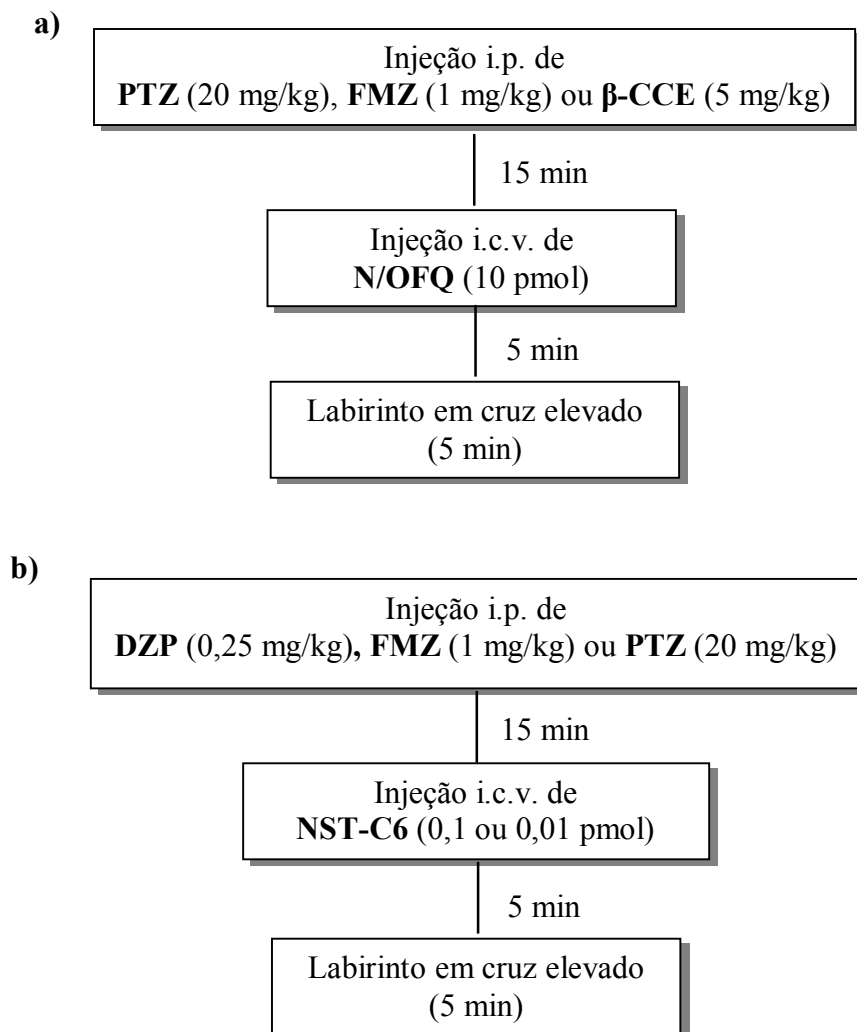 a)
Injeção i.p. de
PTZ (20 mg/kg), FMZ (1 mg/kg) ou β-CCE (5 mg/kg)
15 min
Injeção i.c.v. de
N/OFQ (10 pmol)
5 min
Labirinto em cruz elevado
(5 min)
b)
Injeção i.p. de
DZP (0,25 mg/kg), FMZ (1 mg/kg) ou PTZ (20 mg/kg)
15 min
Injeção i.c.v. de
NST-C6 (0,1 ou 0,01 pmol)
5 min
Labirinto em cruz elevado
(5 min)